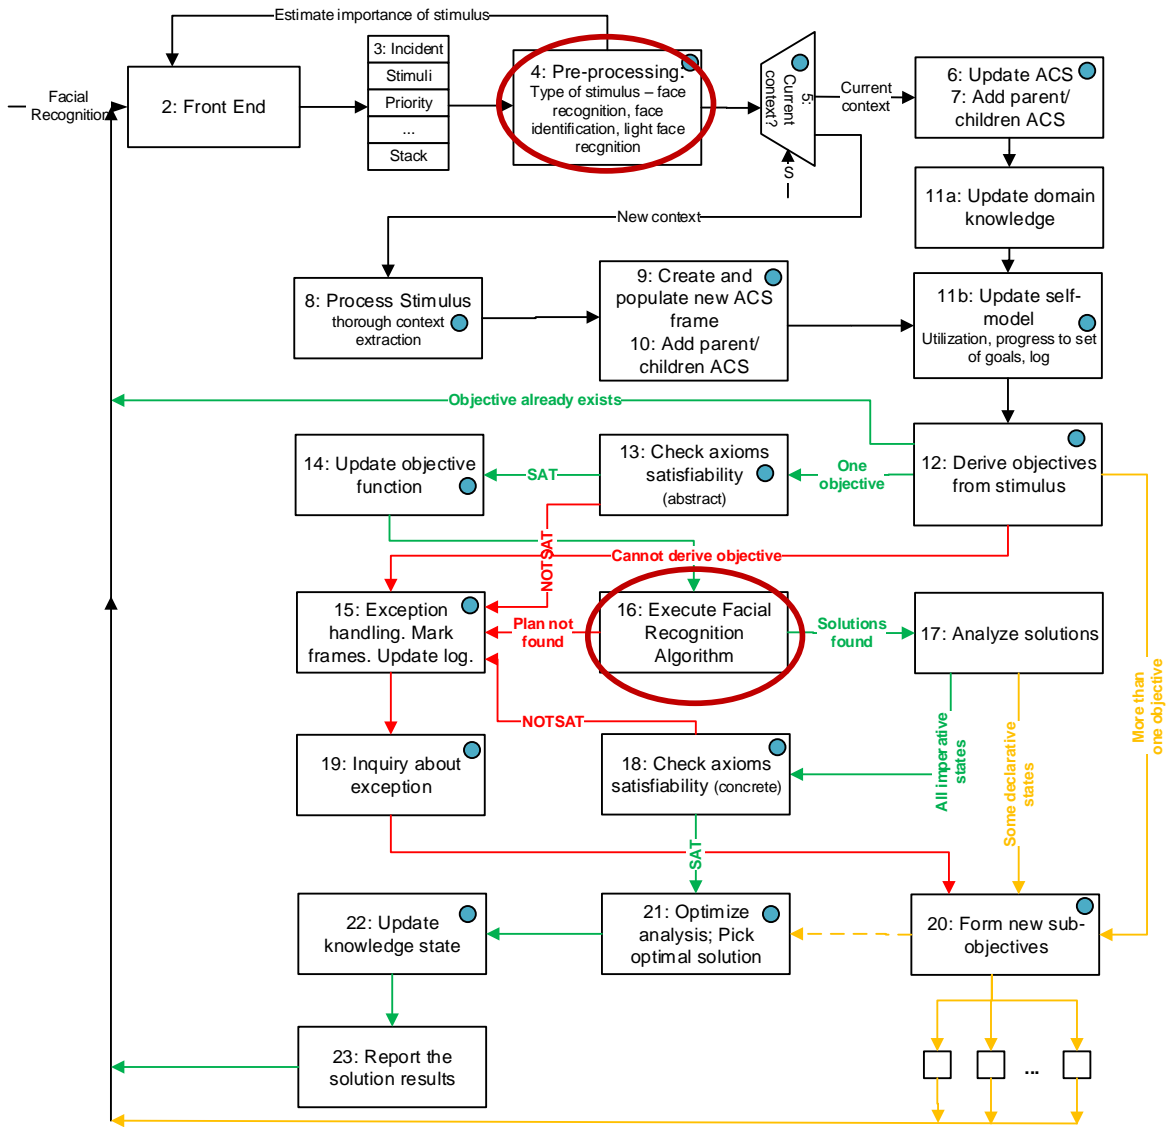 Estimate importance of stimulus
Facial
Recognition
2: Front End
3: Incident
Stimuli
Priority
...
Stack
4: Pre-processing:
Type of stimulus – face
recognition, face
identification, light face
recgnition
5:
Current
context?
S
Current
context
6: Update ACS
7: Add parent/
children ACS
11a: Update domain
knowledge
New context
8: Process Stimulus
thorough context
extraction
9: Create and
populate new ACS
frame
10: Add parent/
children ACS
11b: Update self-
model
Utilization, progress to set
of goals, log
Objective already exists
14: Update objective
function
SAT
13: Check axioms
satisfiability
(abstract)
One
objective
12: Derive objectives
from stimulus
NOTSAT
Cannot derive objective
15: Exception
handling. Mark
frames. Update log.
Plan not
found
16: Execute Facial
Recognition
Algorithm
Solutions
found
17: Analyze solutions
More than
one objective
NOTSAT
19: Inquiry about
exception
18: Check axioms
satisfiability (concrete)
All imperative
states
Some declarative
states
SAT
22: Update
knowledge state
21: Optimize
analysis; Pick
optimal solution
20: Form new sub-
objectives
23: Report the
solution results
...